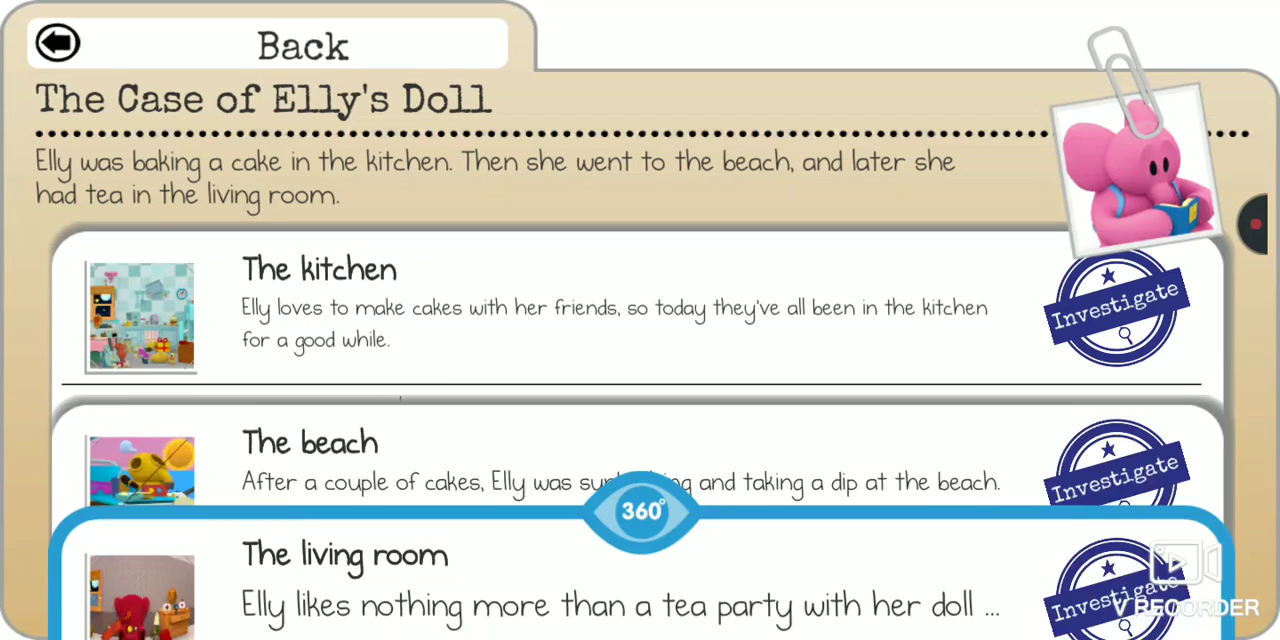 Back
The Case of Elly's Doll
Elly was baking a cake in the kitchen. Then she went to the beach, and later she
had tea in the living room.
The kitchen
Elly loves to make cakes with her friends, so today they've all been in the kitchen
for a good while.
Investigate
The beach
After a couple of cakes, Elly was and taking a dip at the beach.
Investigate
360°
The living room
Elly likes nothing more than a tea party with her doll ...
Investigate
V RECORDER